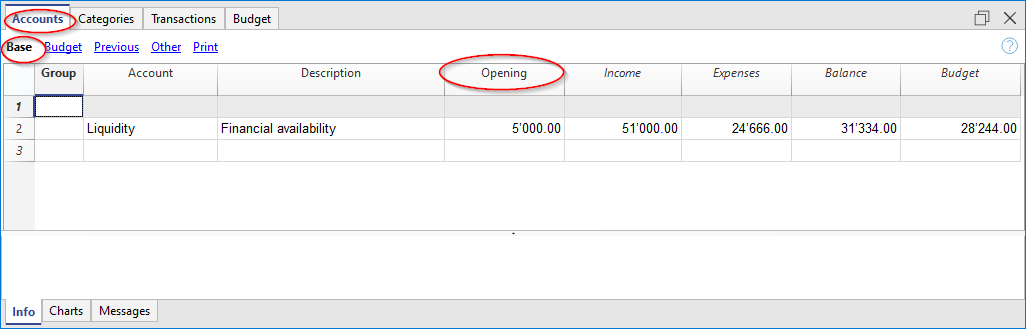 Accounts Categories Transactions Budget
Base Budget Previous Other Print ?
Group Account Description Opening Income Expenses Balance Budget
1
2 Liquidity Financial availability 5'000.00 51'000.00 24'666.00 31'334.00 28'244.00
3
Info Charts Messages